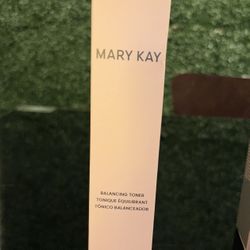 MARY KAY
BALANCING TONER
TONIQUE ÉQUILIBRANT
TÓNICO BALANCEADOR